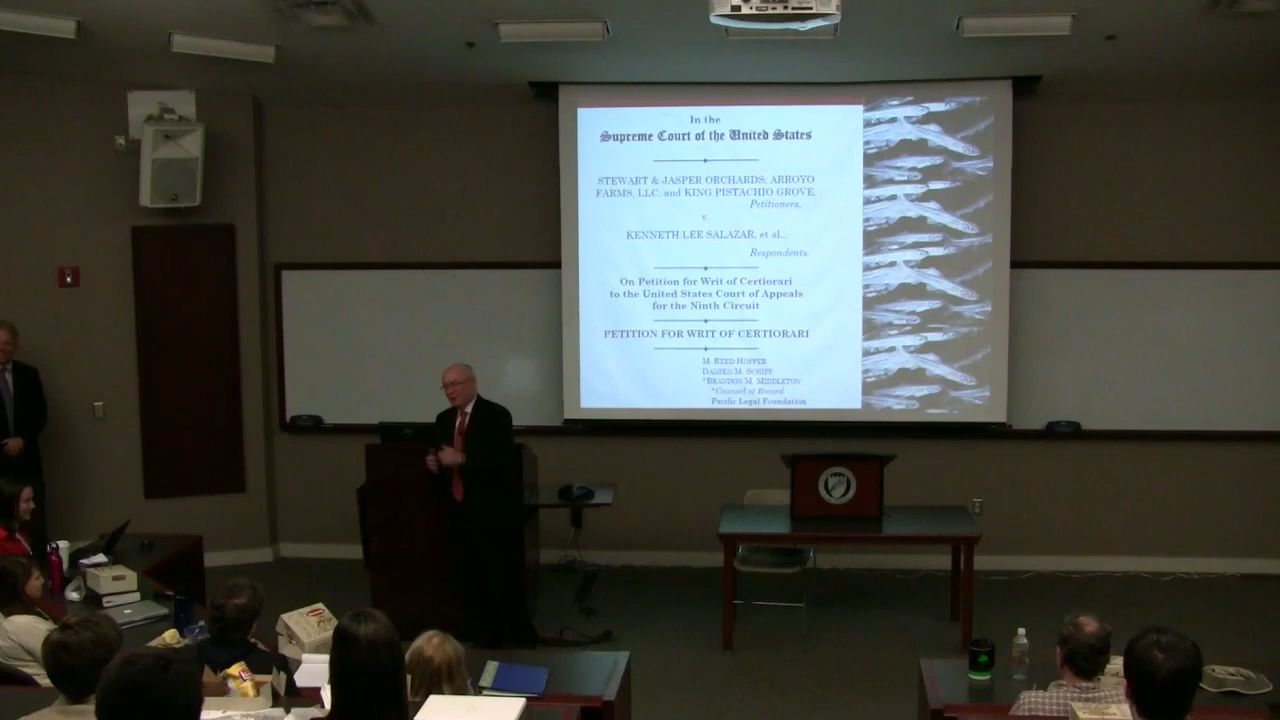 In the
Supreme Court of the United States
STEWART & JASPER ORCHARDS; ARROYO
FARMS, LLC, and KING PISTACHIO GROVE,
Petitioners,
v.
KENNETH LEE SALAZAR, et al.,
Respondents.
On Petition for Writ of Certiorari
to the United States Court of Appeals
for the Ninth Circuit
PETITION FOR WRIT OF CERTIORARI
M. REED HOPPER
DAMIEN M. SCHIFF
*BRANDON M. MIDDLETON
*Counsel of Record
Pacific Legal Foundation